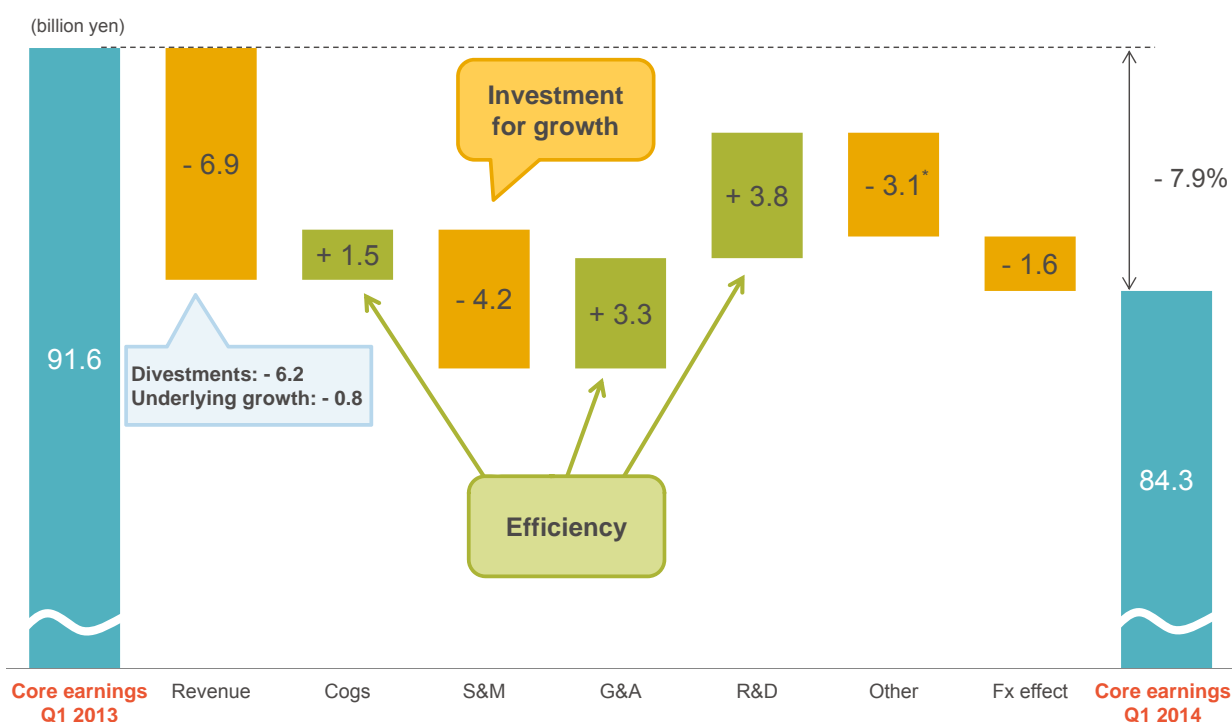 (billion yen)
Investment
for growth
- 6.9
+ 1.5
- 4.2
+ 3.3
+ 3.8
- 3.1*
- 1.6
- 7.9%
91.6
Divestments: - 6.2
Underlying growth: - 0.8
84.3
Efficiency
Core earnings
Q1 2013
Revenue
Cogs
S&M
G&A
R&D
Other
Fx effect
Core earnings
Q1 2014